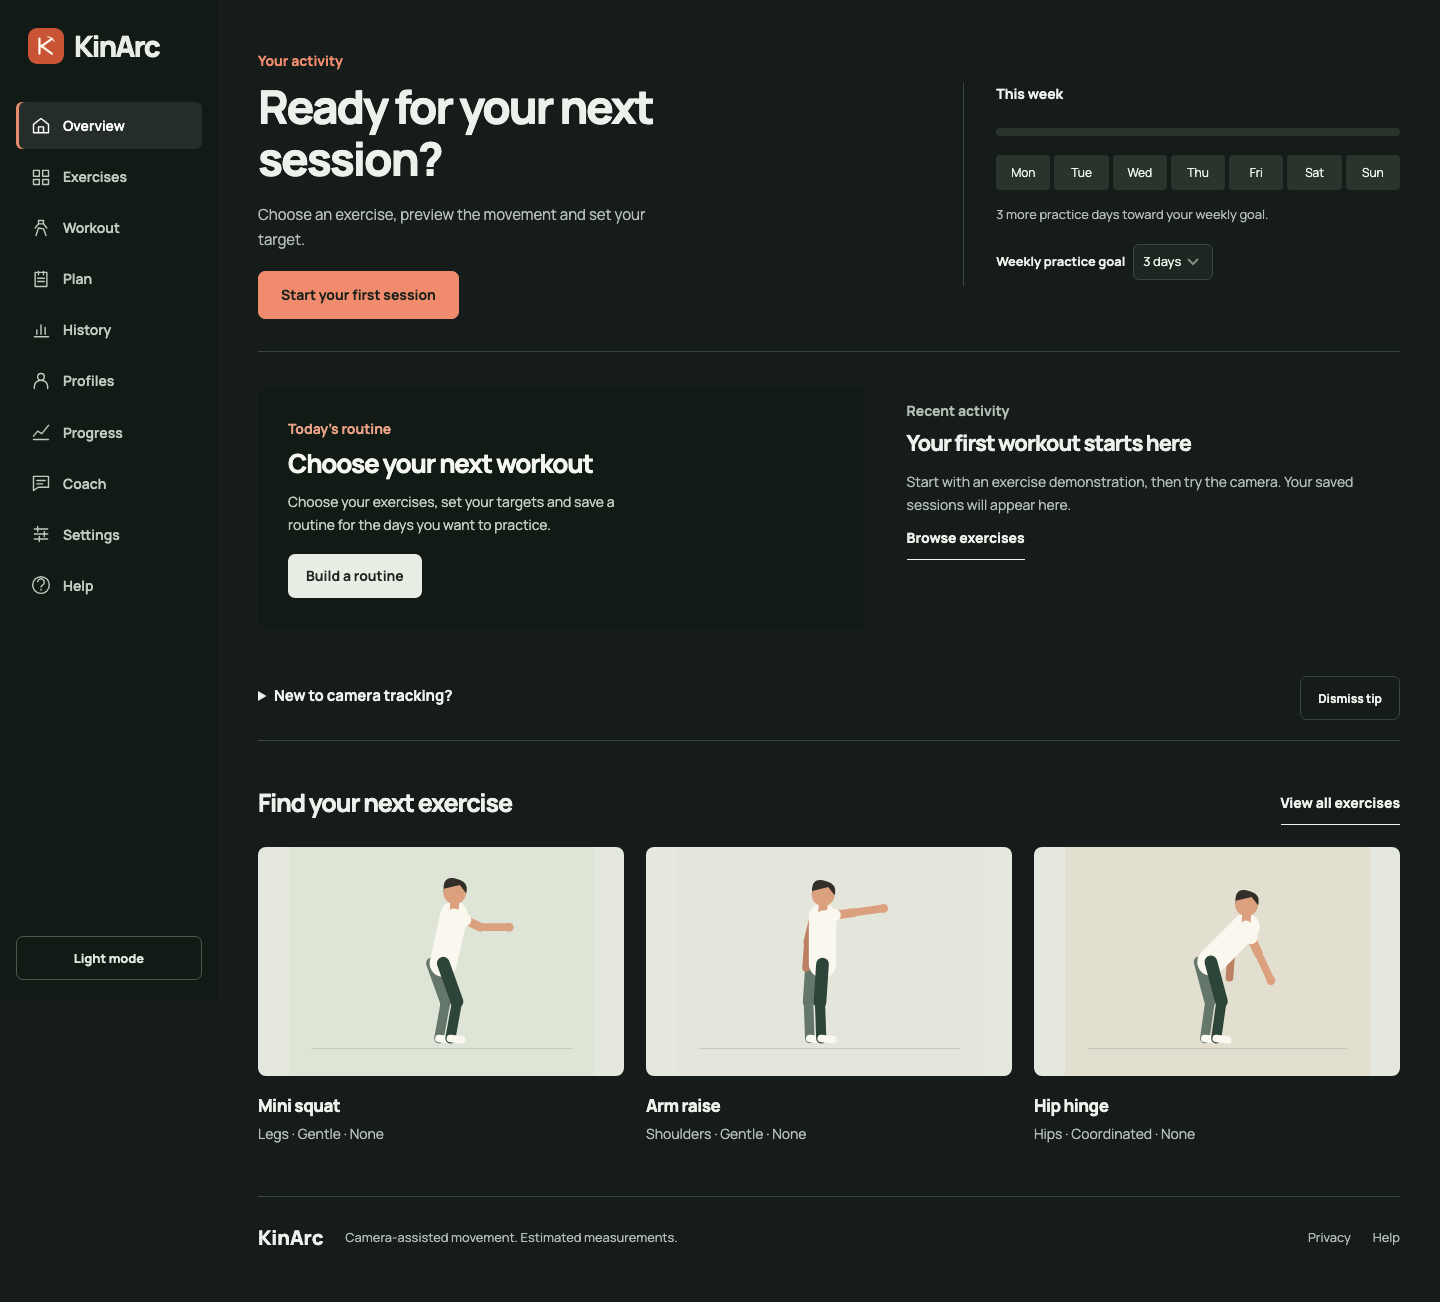 KinArc
Overview
Exercises
Workout
Plan
History
Profiles
Progress
Coach
Settings
Help
Light mode
Your activity
Ready for your next
session?
Choose an exercise, preview the movement and set your
target.
Start your first session
This week
Mon Tue Wed Thu Fri Sat Sun
3 more practice days toward your weekly goal.
Weekly practice goal 3 days
Today's routine
Choose your next workout
Choose your exercises, set your targets and save a
routine for the days you want to practice.
Build a routine
Recent activity
Your first workout starts here
Start with an exercise demonstration, then try the camera. Your saved
sessions will appear here.
Browse exercises
New to camera tracking?
Dismiss tip
Find your next exercise
View all exercises
Mini squat
Legs · Gentle · None
Arm raise
Shoulders · Gentle · None
Hip hinge
Hips · Coordinated · None
KinArc
Camera-assisted movement. Estimated measurements.
Privacy Help